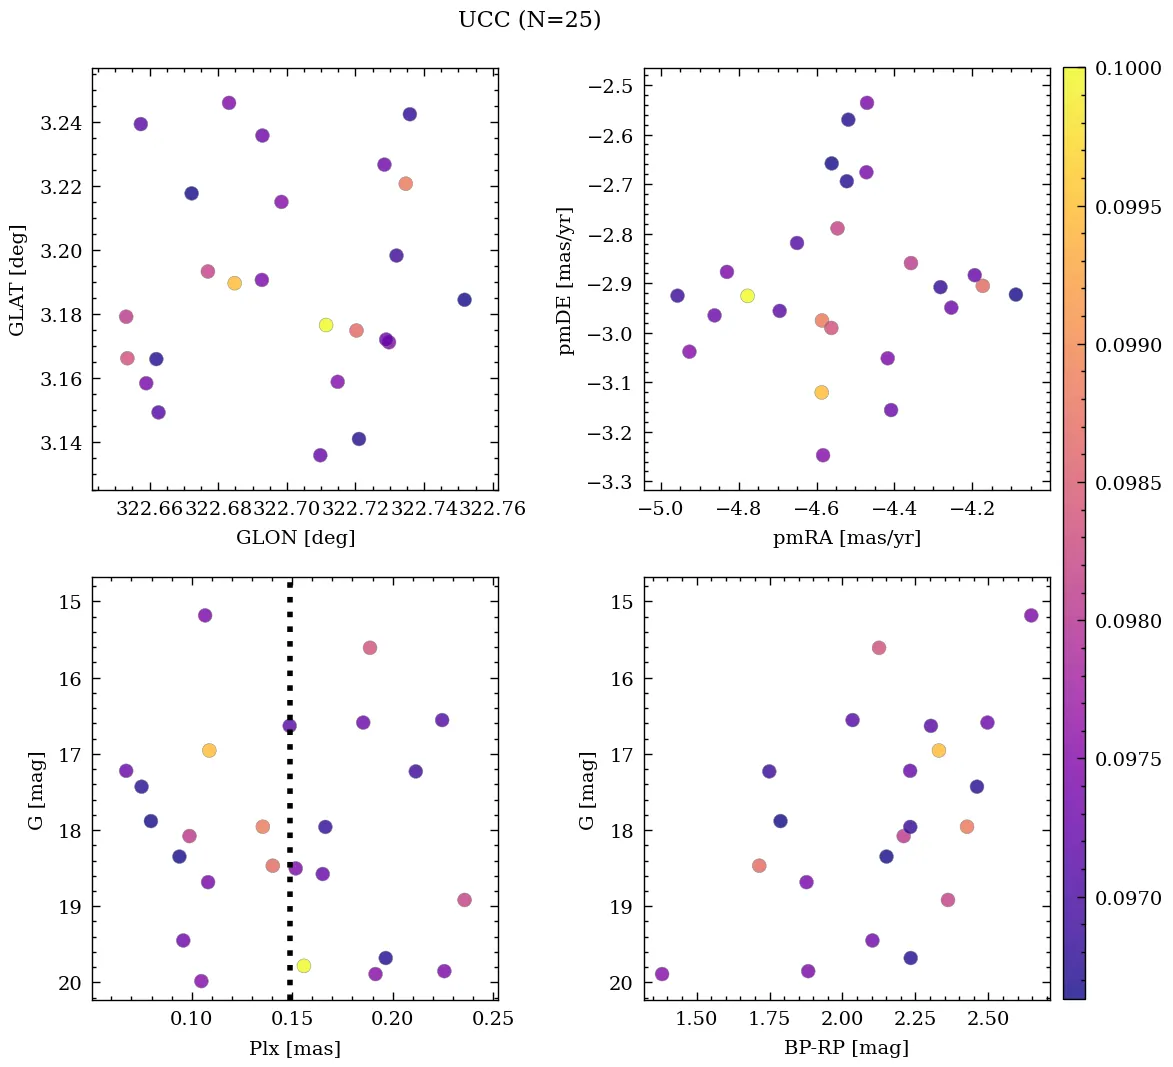 UCC (N=25)
3.24
3.22
3.20
3.18
3.16
3.14
GLAT [deg]
322.66 322.68 322.70 322.72 322.74 322.76
GLON [deg]
−2.5
−2.6
−2.7
−2.8
−2.9
−3.0
−3.1
−3.2
−3.3
pmDE [mas/yr]
−5.0 −4.8 −4.6 −4.4 −4.2
pmRA [mas/yr]
15
16
17
18
19
20
G [mag]
0.10 0.15 0.20 0.25
Plx [mas]
15
16
17
18
19
20
G [mag]
1.50 1.75 2.00 2.25 2.50
BP-RP [mag]
0.1000
0.0995
0.0990
0.0985
0.0980
0.0975
0.0970